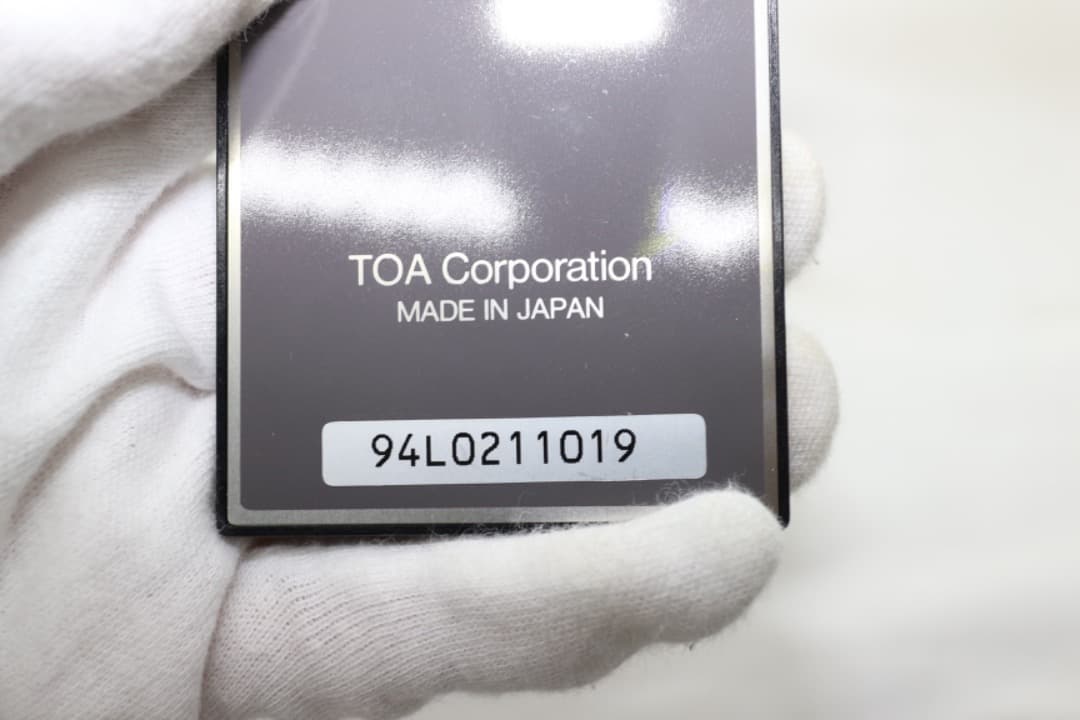 TOA Corporation
MADE IN JAPAN
94L0211019